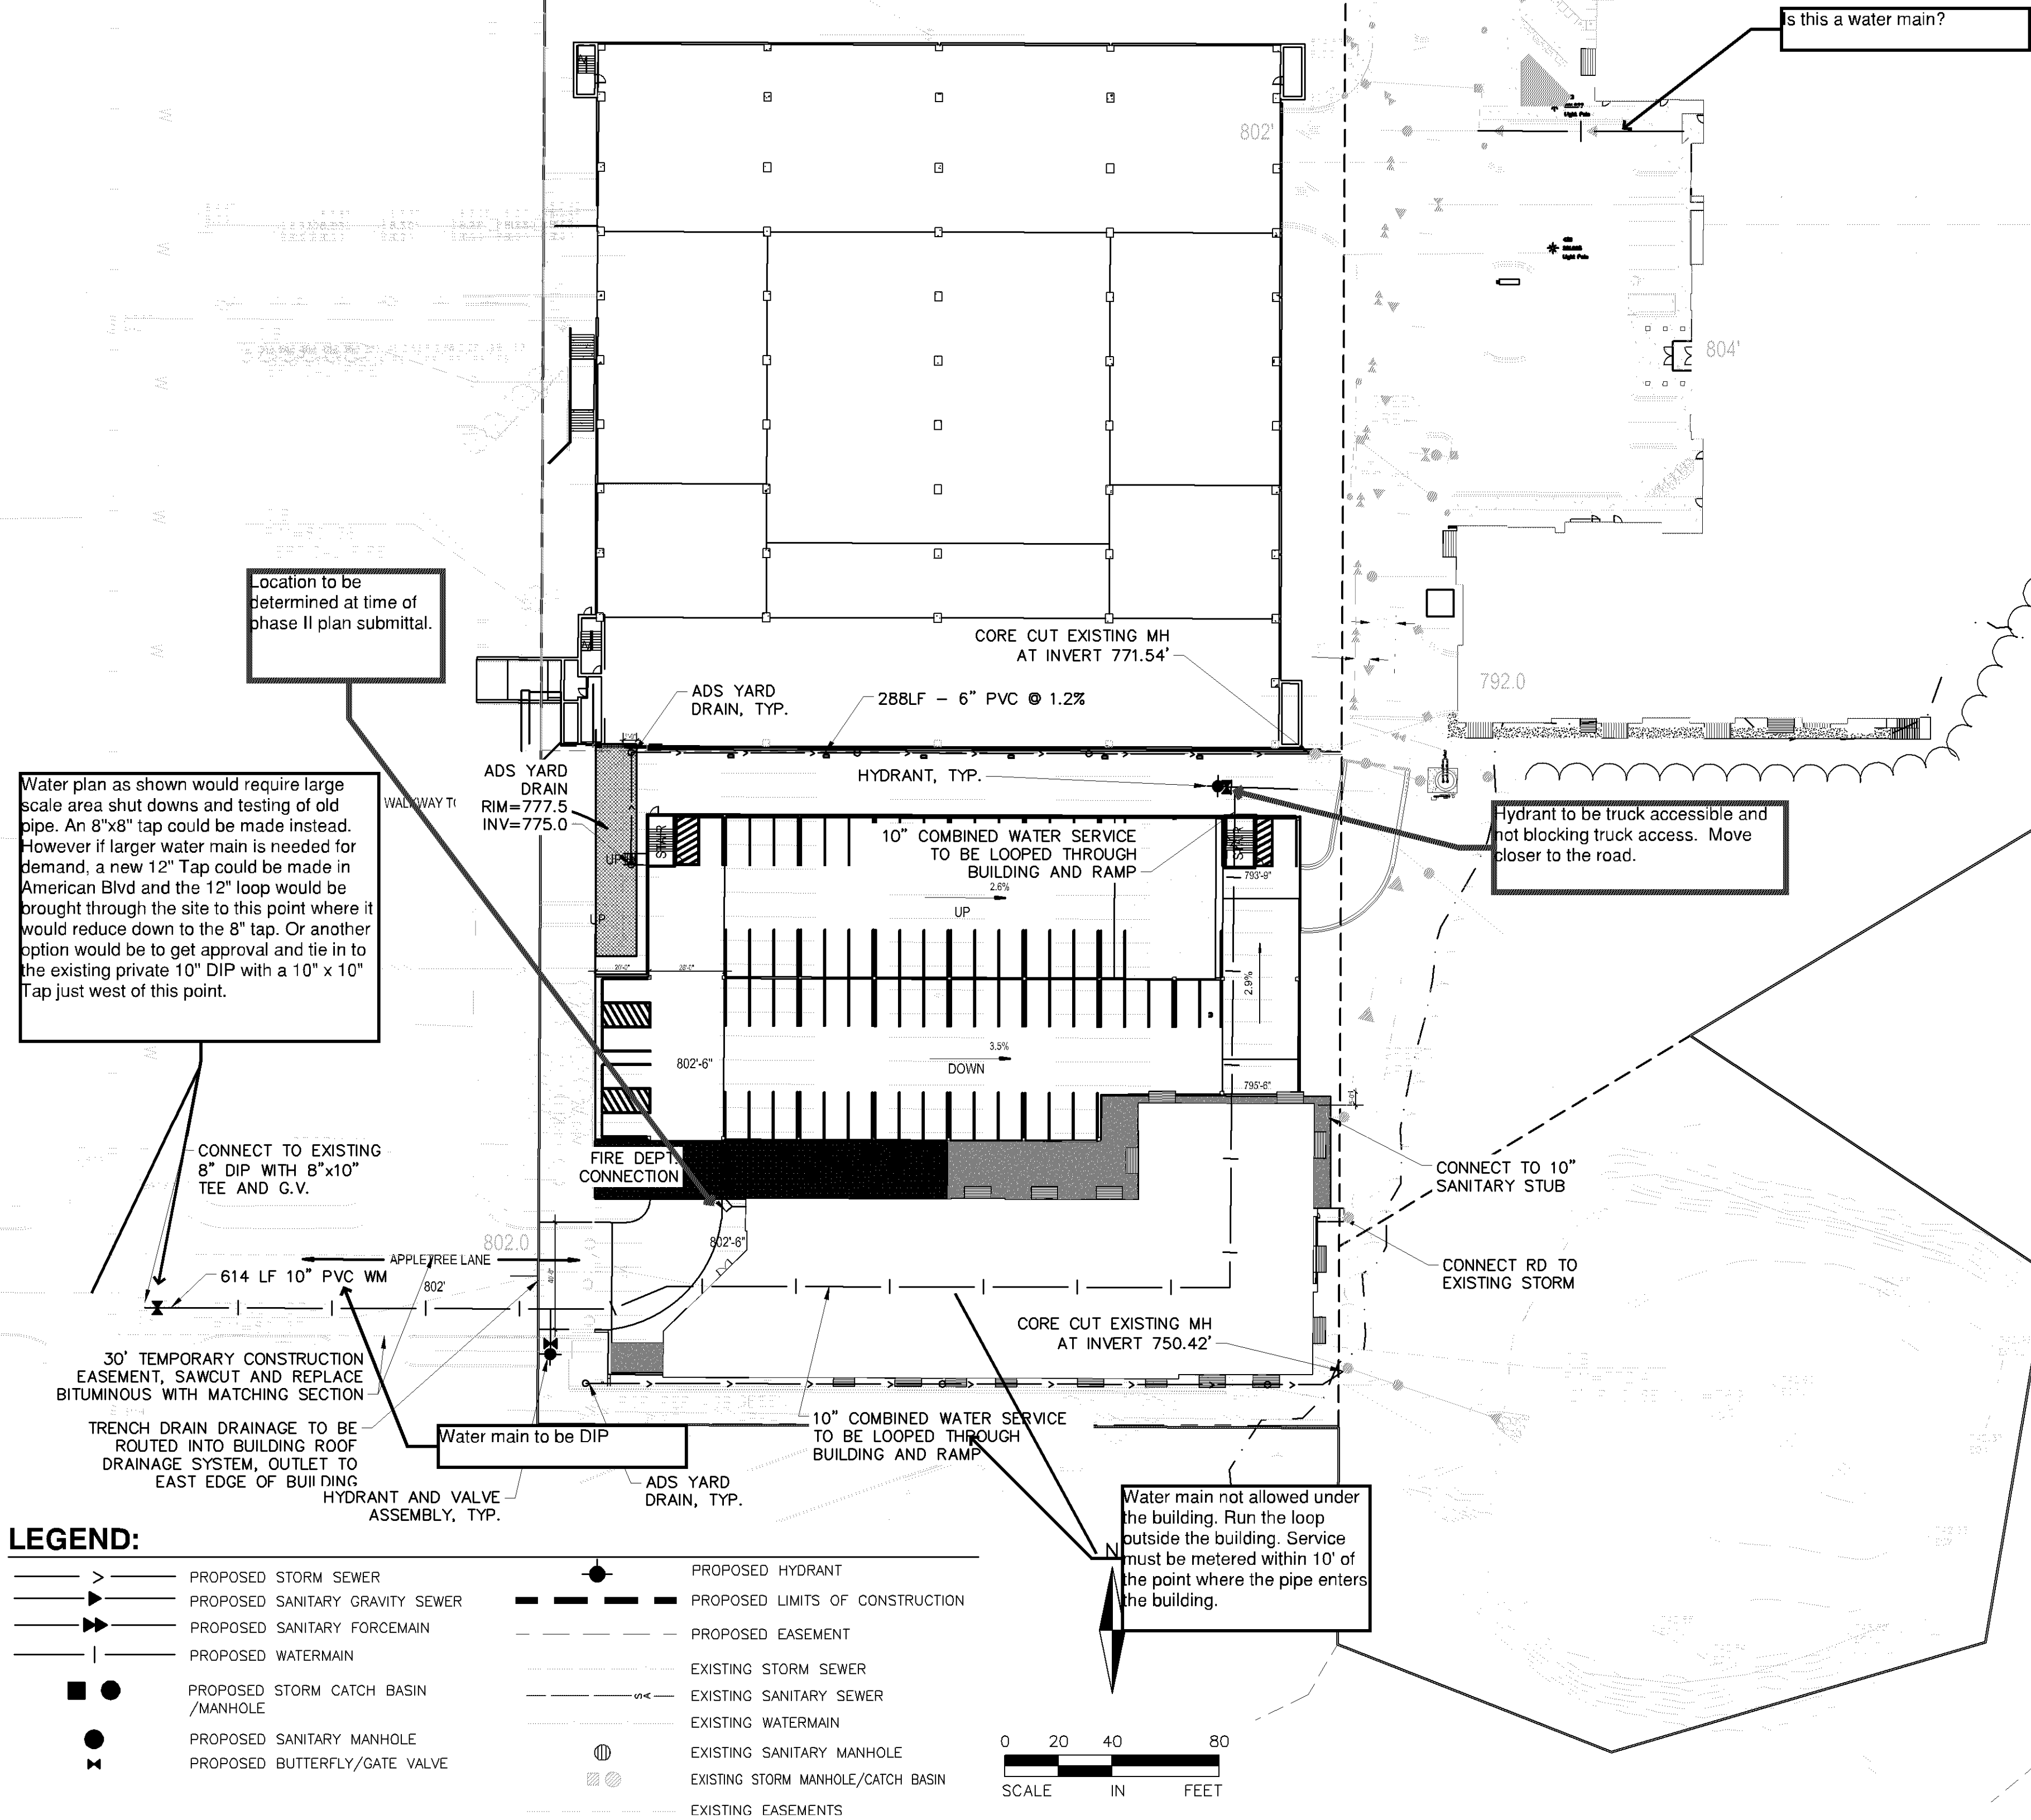 Is this a water main?
802'
Light Pole
Light Pole
804'
Location to be
determined at time of
phase II plan submittal.
CORE CUT EXISTING MH
AT INVERT 771.54'
792.0
ADS YARD
DRAIN, TYP.
288LF - 6" PVC @ 1.2%
ADS YARD
DRAIN
RIM=777.5
INV=775.0
HYDRANT, TYP.
Water plan as shown would require large
scale area shut downs and testing of old
pipe. An 8"x8" tap could be made instead.
However if larger water main is needed for
demand, a new 12" Tap could be made in
American Blvd and the 12" loop would be
brought through the site to this point where it
would reduce down to the 8" tap. Or another
option would be to get approval and tie in to
the existing private 10" DIP with a 10" x 10"
Tap just west of this point.
WALKWAY TO
Hydrant to be truck accessible and
not blocking truck access. Move
closer to the road.
10" COMBINED WATER SERVICE
TO BE LOOPED THROUGH
BUILDING AND RAMP
STAIR
STAIR
UP
UP
2.6%
UP
793'-9"
2.9%
3.5%
DOWN
802'-6"
795'-6"
CONNECT TO EXISTING
8" DIP WITH 8"x10"
TEE AND G.V.
FIRE DEPT.
CONNECTION
CONNECT TO 10"
SANITARY STUB
802.0
802'-6"
APPLETREE LANE
614 LF 10" PVC WM
802'
CONNECT RD TO
EXISTING STORM
CORE CUT EXISTING MH
AT INVERT 750.42'
30' TEMPORARY CONSTRUCTION
EASEMENT, SAWCUT AND REPLACE
BITUMINOUS WITH MATCHING SECTION
TRENCH DRAIN DRAINAGE TO BE
ROUTED INTO BUILDING ROOF
DRAINAGE SYSTEM, OUTLET TO
EAST EDGE OF BUILDING
Water main to be DIP
10" COMBINED WATER SERVICE
TO BE LOOPED THROUGH
BUILDING AND RAMP
HYDRANT AND VALVE
ASSEMBLY, TYP.
ADS YARD
DRAIN, TYP.
Water main not allowed under
the building. Run the loop
outside the building. Service
must be metered within 10' of
the point where the pipe enters
the building.
N
LEGEND:
PROPOSED STORM SEWER
PROPOSED SANITARY GRAVITY SEWER
PROPOSED SANITARY FORCEMAIN
PROPOSED WATERMAIN
PROPOSED STORM CATCH BASIN
/MANHOLE
PROPOSED SANITARY MANHOLE
PROPOSED BUTTERFLY/GATE VALVE
PROPOSED HYDRANT
PROPOSED LIMITS OF CONSTRUCTION
PROPOSED EASEMENT
EXISTING STORM SEWER
EXISTING SANITARY SEWER
EXISTING WATERMAIN
EXISTING SANITARY MANHOLE
EXISTING STORM MANHOLE/CATCH BASIN
EXISTING EASEMENTS
0 20 40 80
SCALE IN FEET